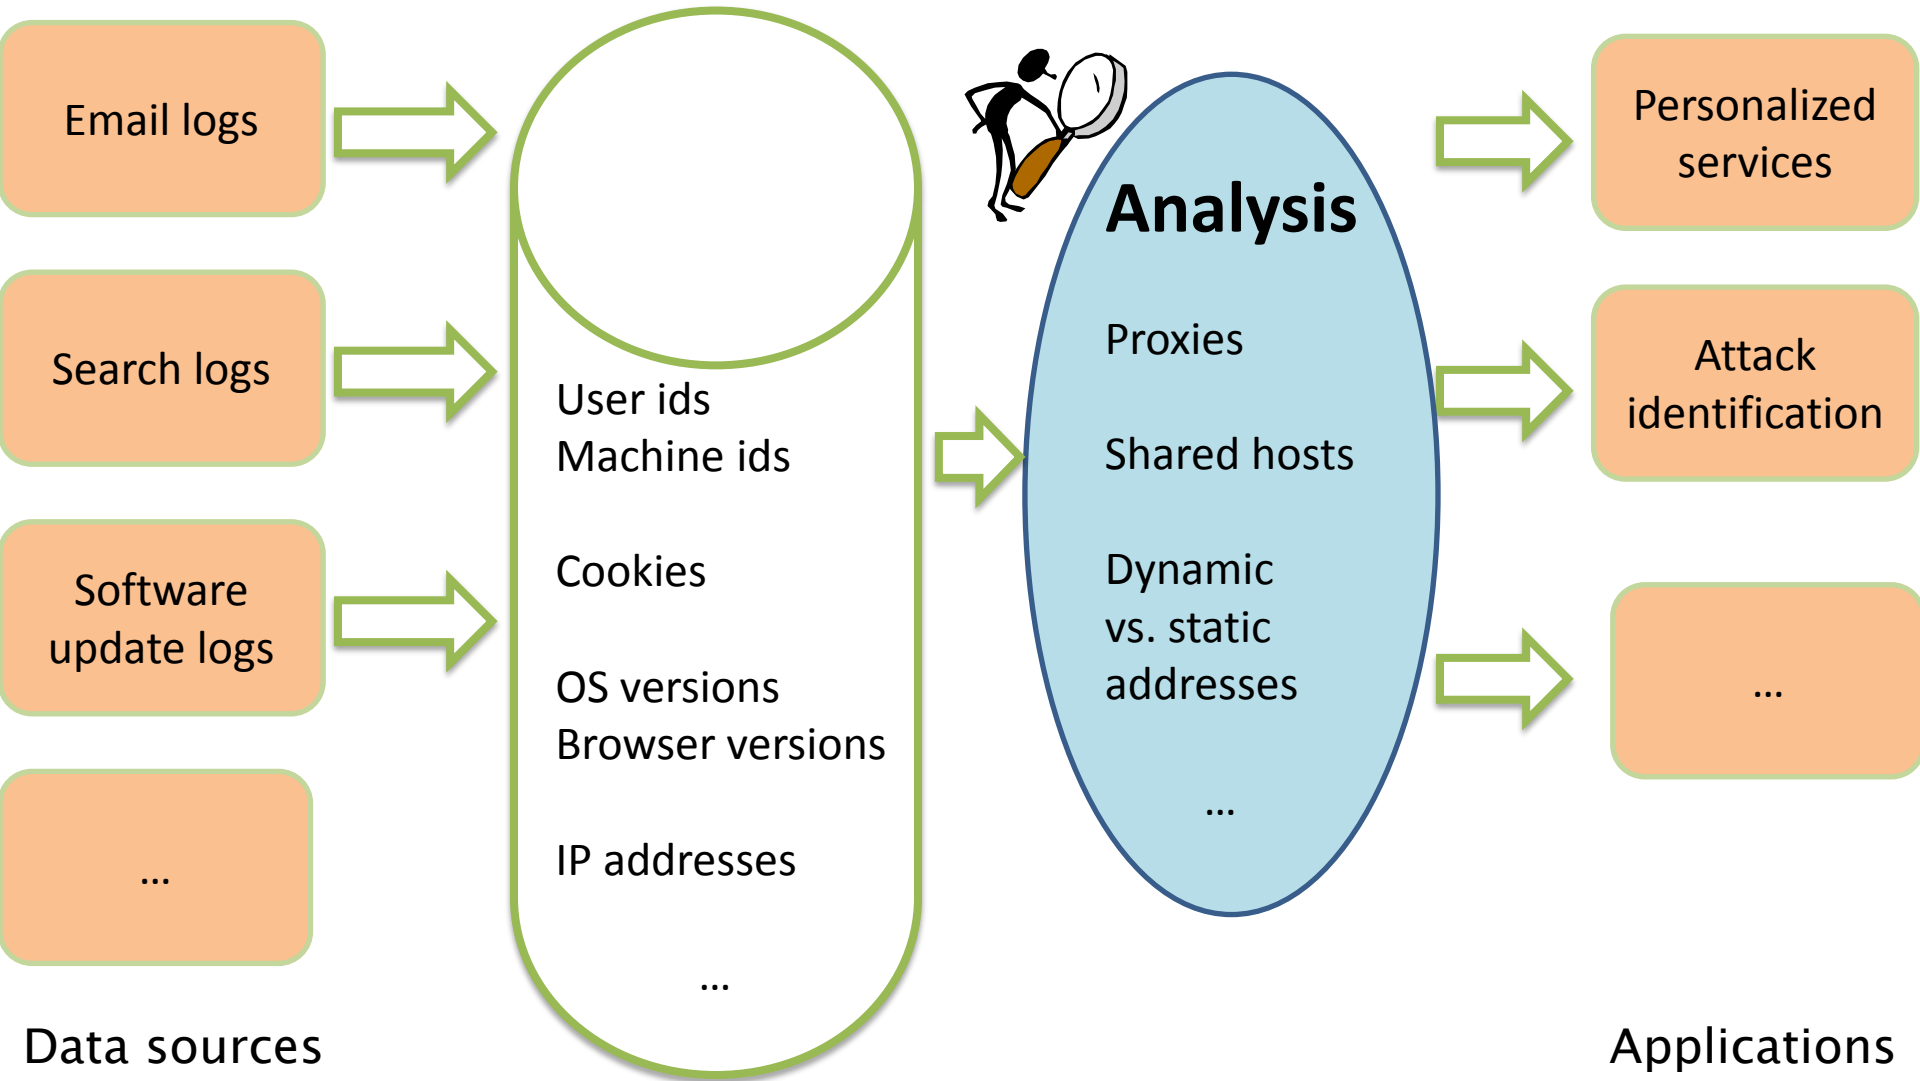 Email logs
Search logs
Software
update logs
…
Data sources
User ids
Machine ids
Cookies
OS versions
Browser versions
IP addresses
…
Analysis
Proxies
Shared hosts
Dynamic
vs. static
addresses
…
Personalized
services
Attack
identification
…
Applications